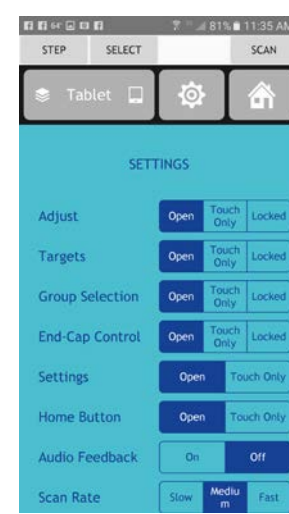 64° 81% 11:35 AM
STEP SELECT SCAN
Tablet
SETTINGS
Adjust Open Touch Only Locked
Targets Open Touch Only Locked
Group Selection Open Touch Only Locked
End-Cap Control Open Touch Only Locked
Settings Open Touch Only
Home Button Open Touch Only
Audio Feedback On Off
Scan Rate Slow Mediu
m Fast